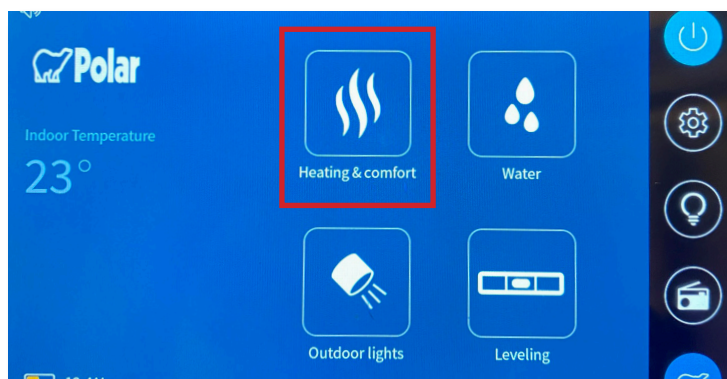 Polar
Indoor Temperature
23°
Heating & comfort
Water
Outdoor lights
Leveling